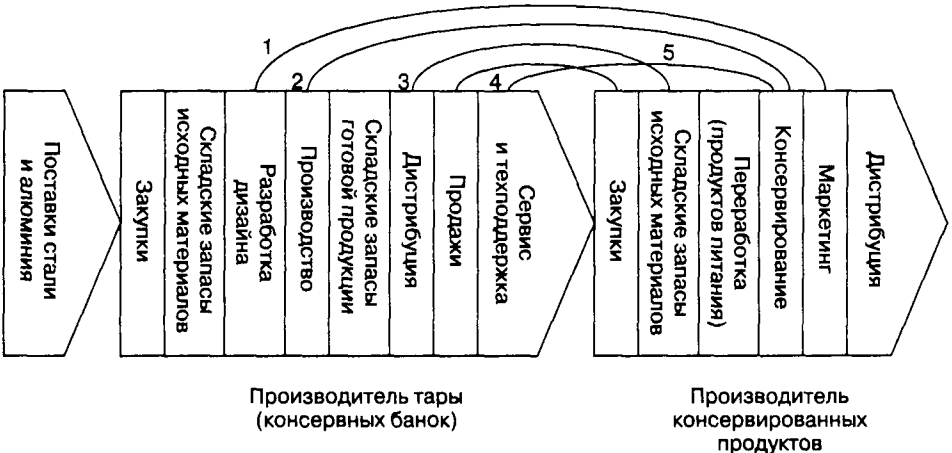 1
2
3
4
5
Поставки стали
и алюминия
Закупки
Складские запасы
исходных материалов
Разработка
дизайна
Производство
Складские запасы
готовой продукции
Дистрибуция
Продажи
Сервис
и техподдержка
Закупки
Складские запасы
исходных материалов
Переработка
(продуктов питания)
Консервирование
Маркетинг
Дистрибуция
Производитель тары
(консервных банок)
Производитель
консервированных
продуктов